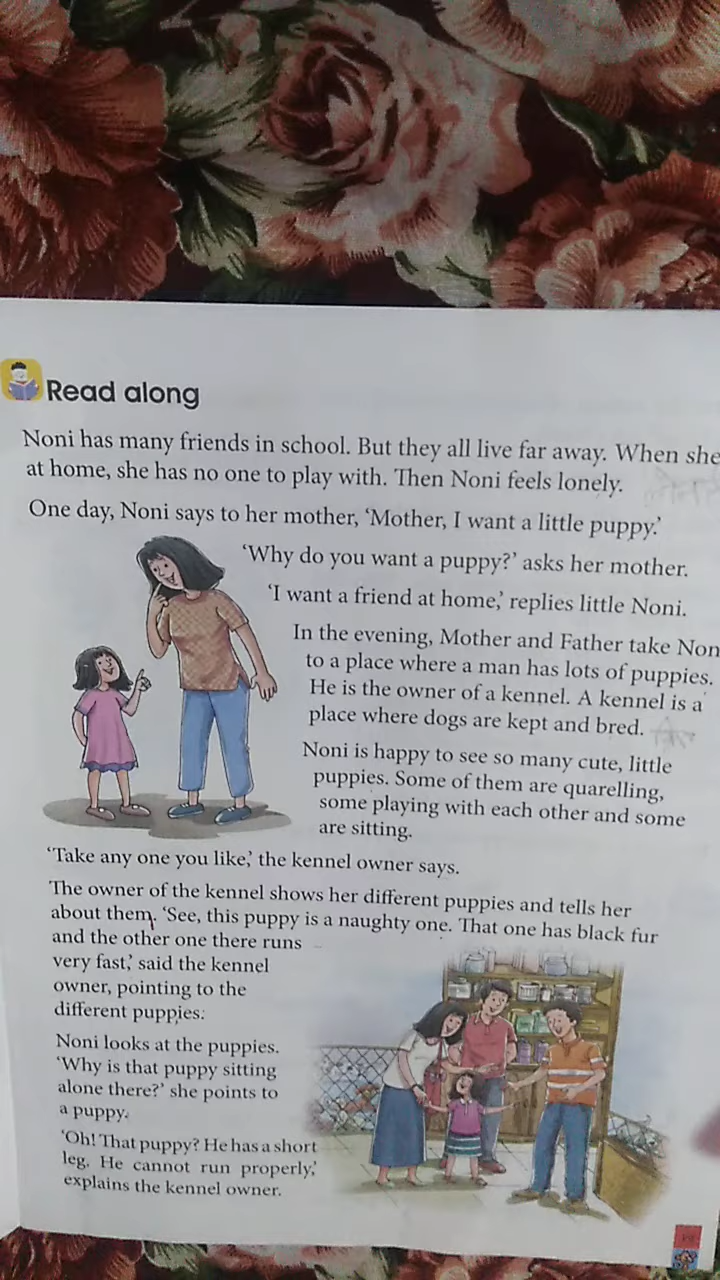 Read along
Noni has many friends in school. But they all live far away. When she
at home, she has no one to play with. Then Noni feels lonely.
One day, Noni says to her mother, ‘Mother, I want a little puppy.’
‘Why do you want a puppy?’ asks her mother.
‘I want a friend at home,’ replies little Noni.
In the evening, Mother and Father take Non
to a place where a man has lots of puppies.
He is the owner of a kennel. A kennel is a
place where dogs are kept and bred.
Noni is happy to see so many cute, little
puppies. Some of them are quarelling,
some playing with each other and some
are sitting.
‘Take any one you like,’ the kennel owner says.
The owner of the kennel shows her different puppies and tells her
about them. ‘See, this puppy is a naughty one. That one has black fur
and the other one there runs
very fast,’ said the kennel
owner, pointing to the
different puppies.
Noni looks at the puppies.
‘Why is that puppy sitting
alone there?’ she points to
a puppy.
‘Oh! That puppy? He has a short
leg. He cannot run properly,’
explains the kennel owner.